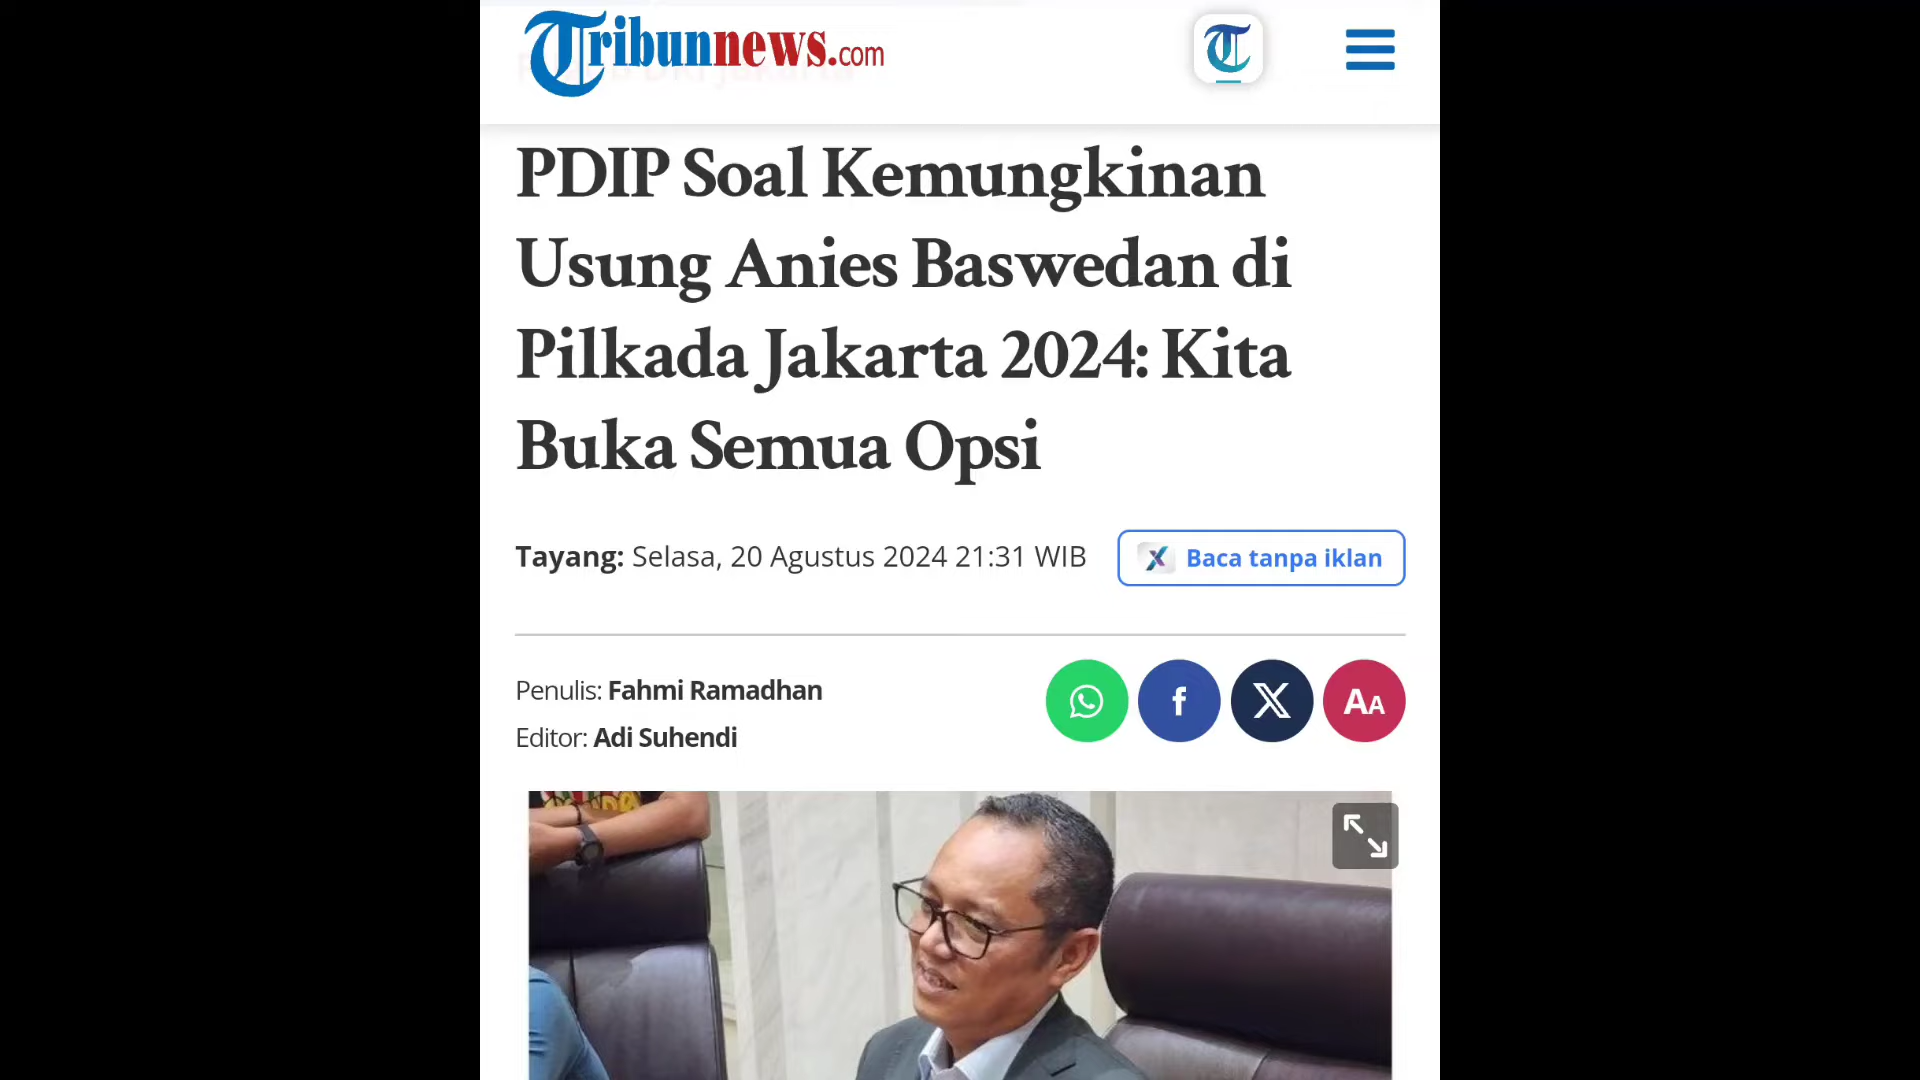 Tribunnews.com
PDIP Soal Kemungkinan
Usung Anies Baswedan di
Pilkada Jakarta 2024: Kita
Buka Semua Opsi
Tayang: Selasa, 20 Agustus 2024 21:31 WIB
Baca tanpa iklan
Penulis: Fahmi Ramadhan
Editor: Adi Suhendi
AA